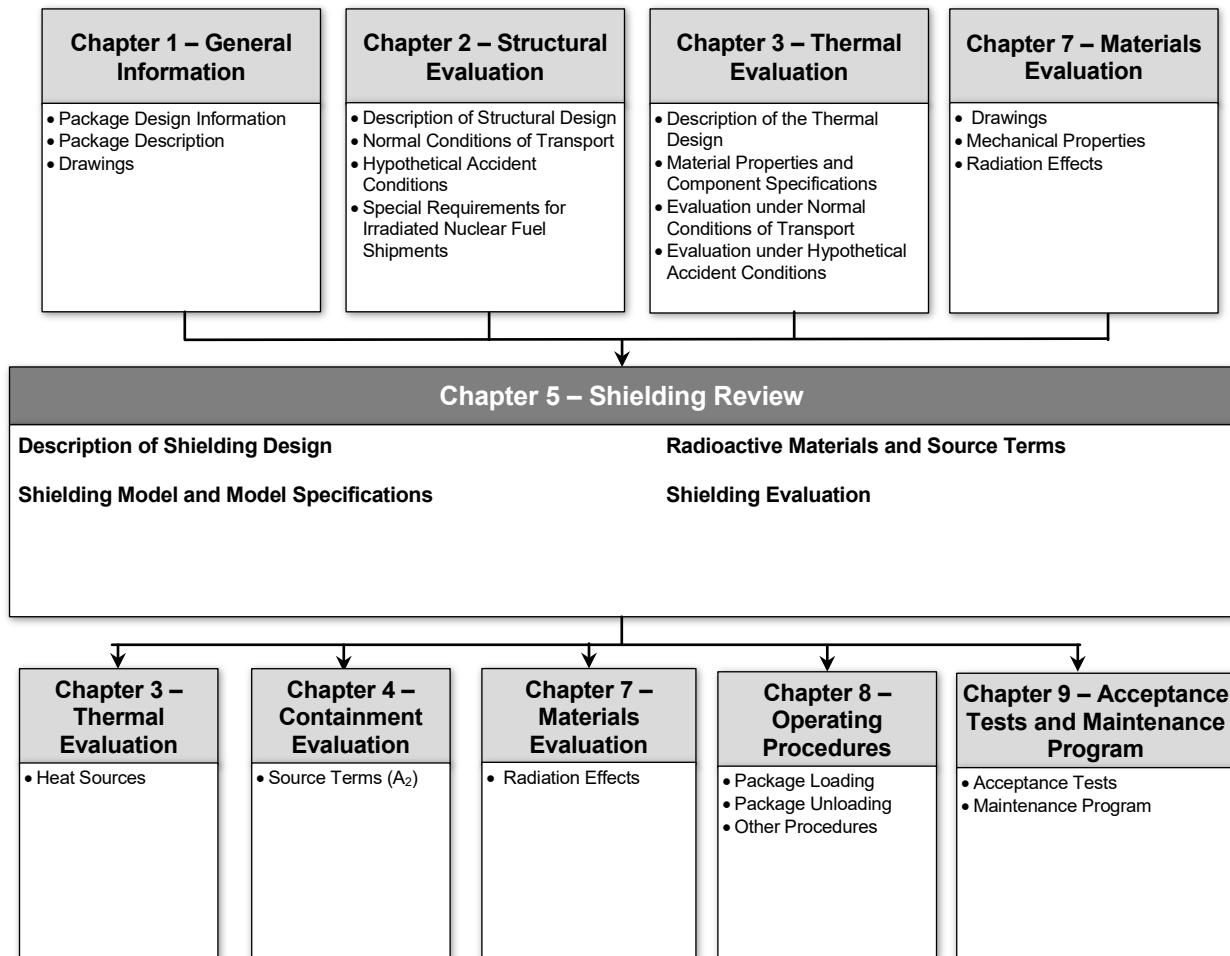 Chapter 1 – General
Information
• Package Design Information
• Package Description
• Drawings
Chapter 2 – Structural
Evaluation
• Description of Structural Design
• Normal Conditions of Transport
• Hypothetical Accident
Conditions
• Special Requirements for
Irradiated Nuclear Fuel
Shipments
Chapter 3 – Thermal
Evaluation
• Description of the Thermal
Design
• Material Properties and
Component Specifications
• Evaluation under Normal
Conditions of Transport
• Evaluation under Hypothetical
Accident Conditions
Chapter 7 – Materials
Evaluation
• Drawings
• Mechanical Properties
• Radiation Effects
Chapter 5 – Shielding Review
Description of Shielding Design
Radioactive Materials and Source Terms
Shielding Model and Model Specifications
Shielding Evaluation
Chapter 3 –
Thermal
Evaluation
• Heat Sources
Chapter 4 –
Containment
Evaluation
• Source Terms (A₂)
Chapter 7 –
Materials
Evaluation
• Radiation Effects
Chapter 8 –
Operating
Procedures
• Package Loading
• Package Unloading
• Other Procedures
Chapter 9 – Acceptance
Tests and Maintenance
Program
• Acceptance Tests
• Maintenance Program